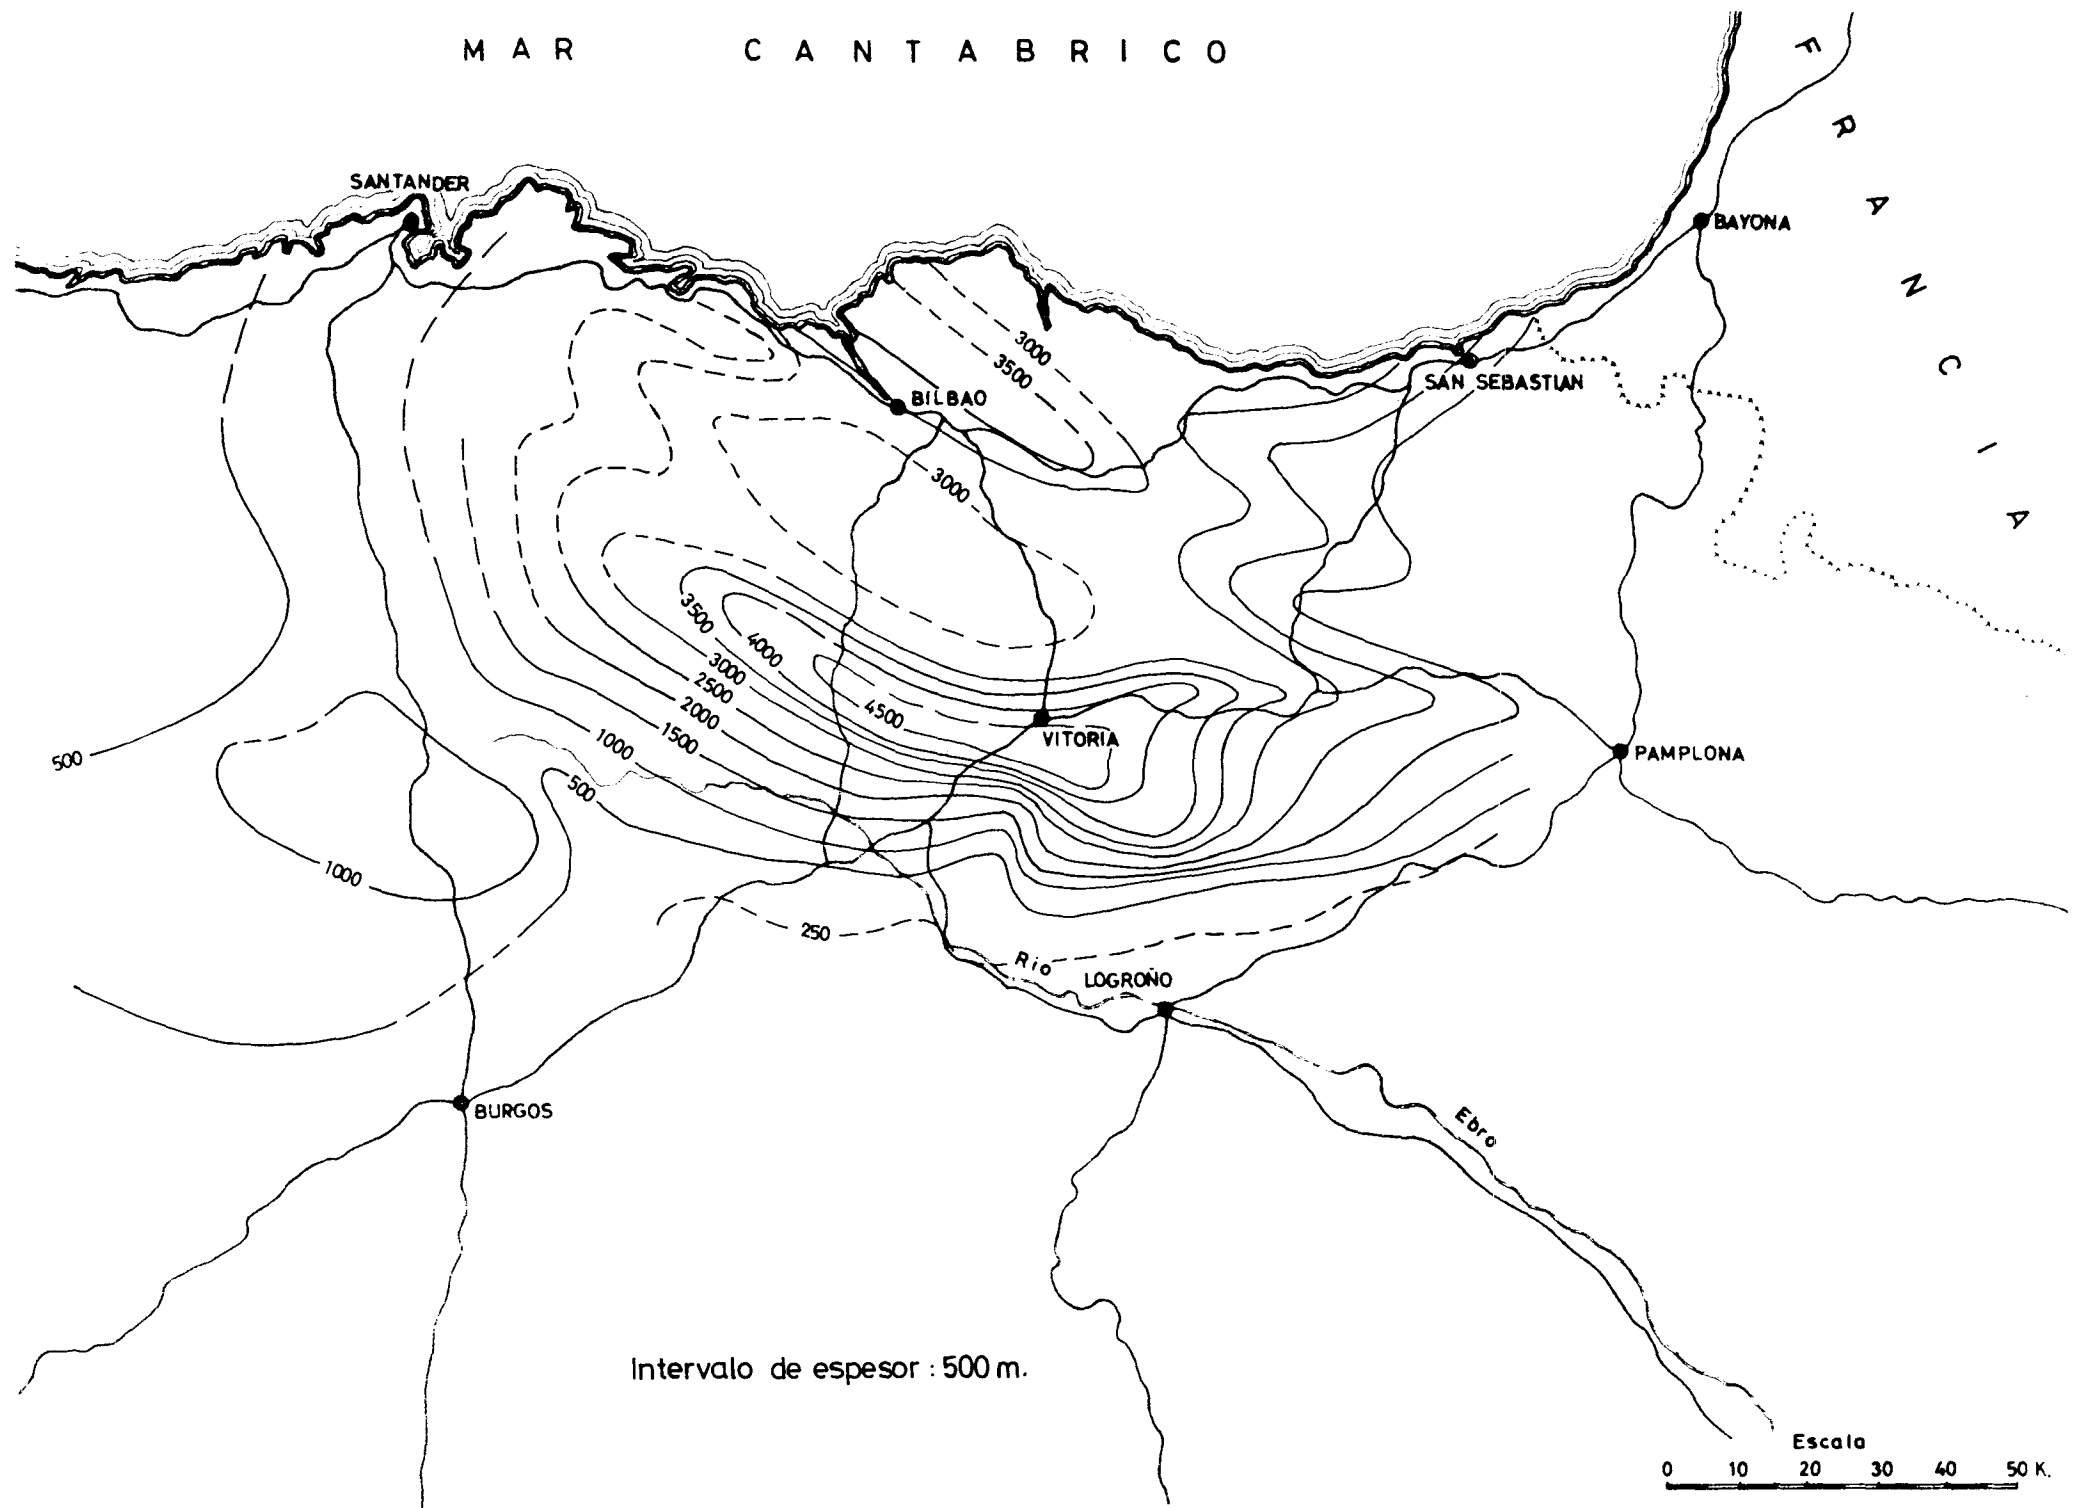 MAR CANTABRICO
FRANCIA
SANTANDER
BAYONA
3000
3500
SAN SEBASTIAN
BILBAO
3000
3500
4000
3000
2500
4500
2000
1500
VITORIA
1000
PAMPLONA
500
500
1000
250
Rio
LOGROÑO
BURGOS
Ebro
Intervalo de espesor : 500 m.
Escala
0 10 20 30 40 50 K.